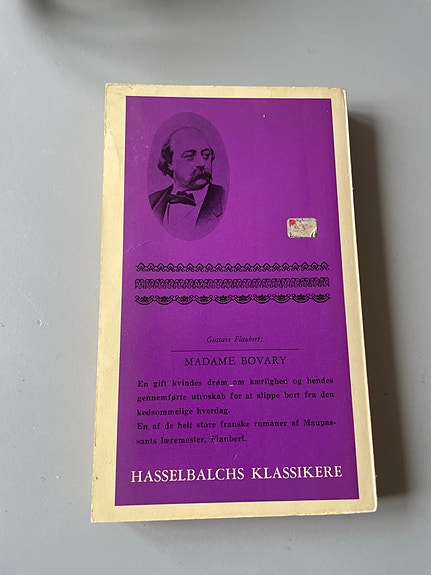 Gustave Flaubert:
MADAME BOVARY
En gift kvindes drøm om kærlighed og hendes
gennemførte utroskab for at slippe bort fra den
kedsommelige hverdag.
En af de helt store franske romaner af Maupas-
sants læremester, Flaubert.
HASSELBALCHS KLASSIKERE